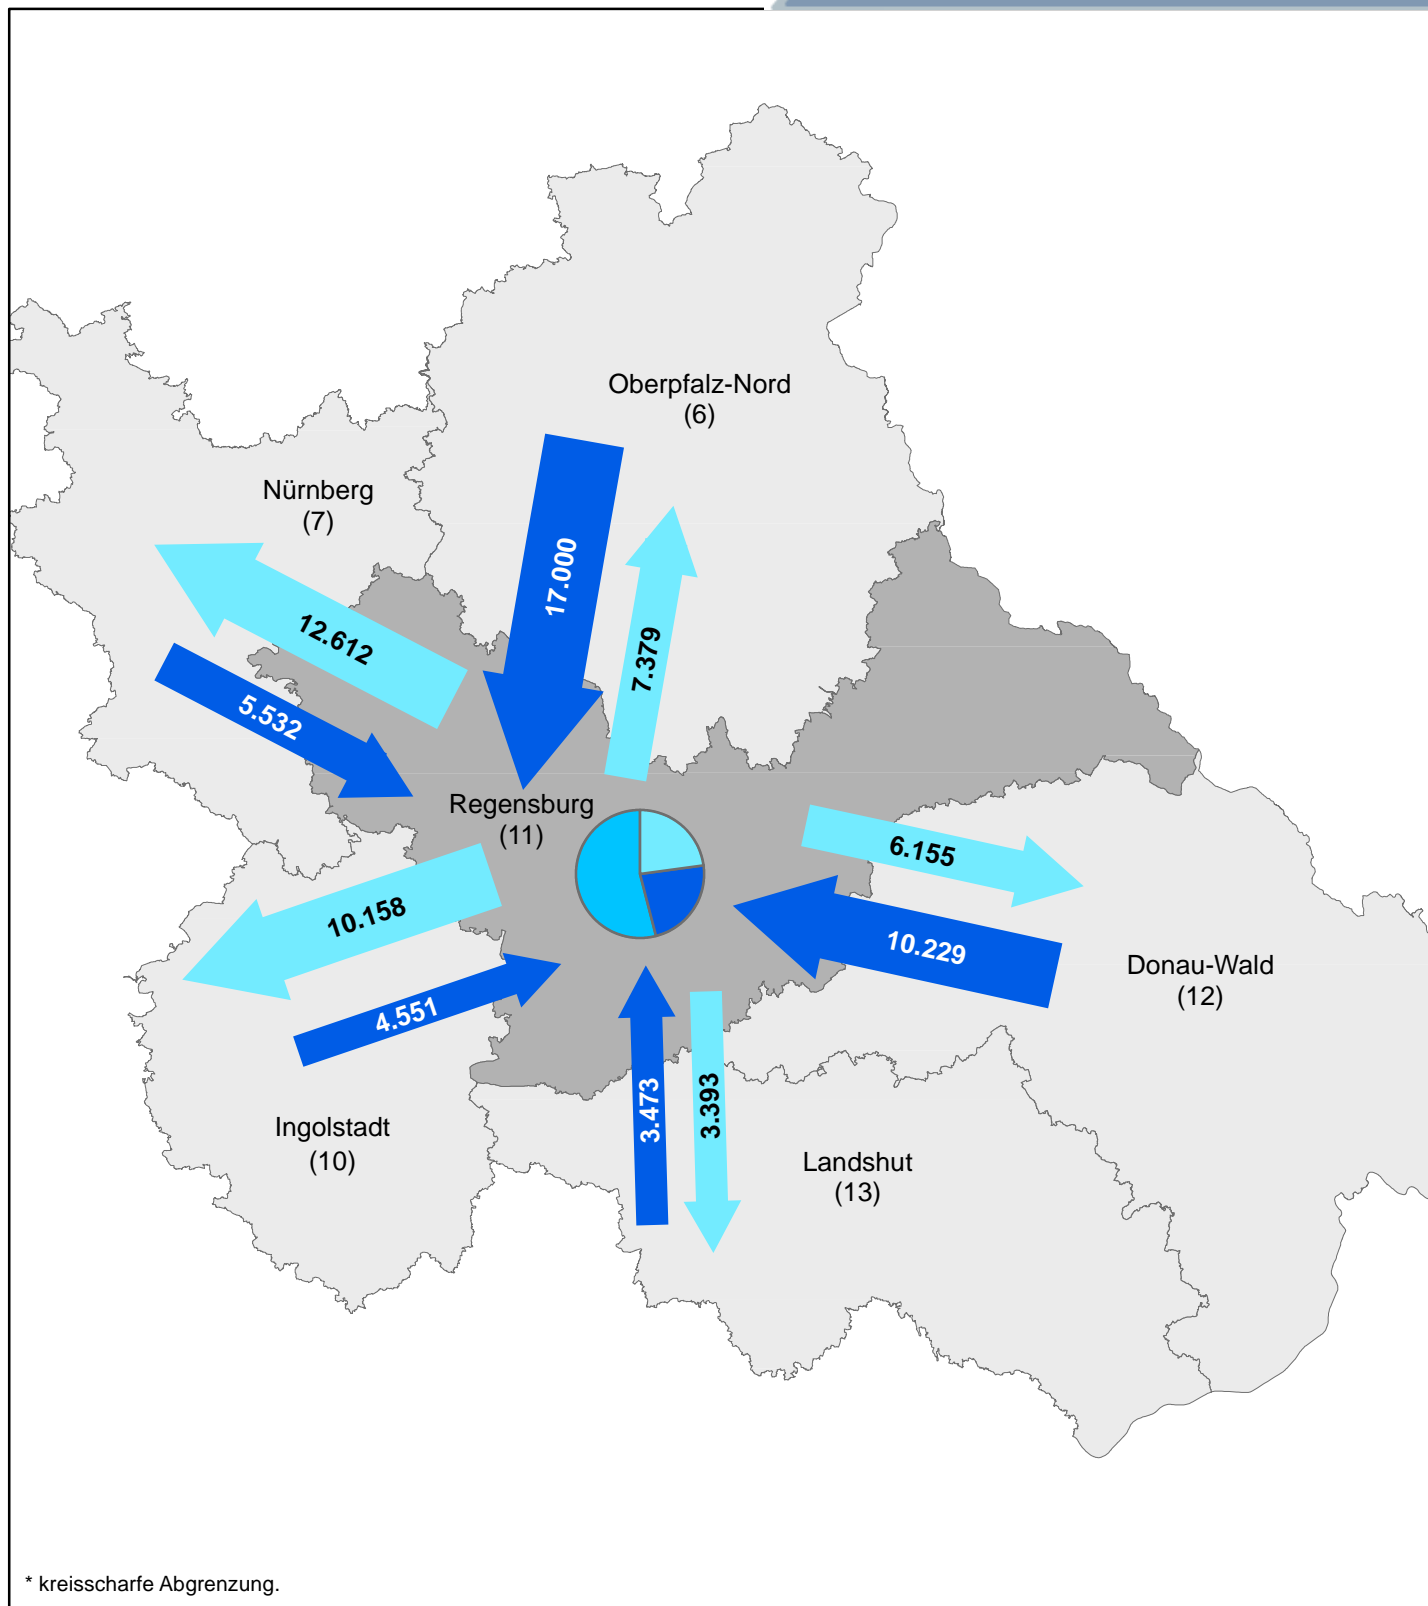 Oberpfalz-Nord
(6)
Nürnberg
(7)
17.000
7.379
12.612
5.532
Regensburg
(11)
6.155
10.229
10.158
4.551
Donau-Wald
(12)
3.473
3.393
Ingolstadt
(10)
Landshut
(13)
* kreisscharfe Abgrenzung.